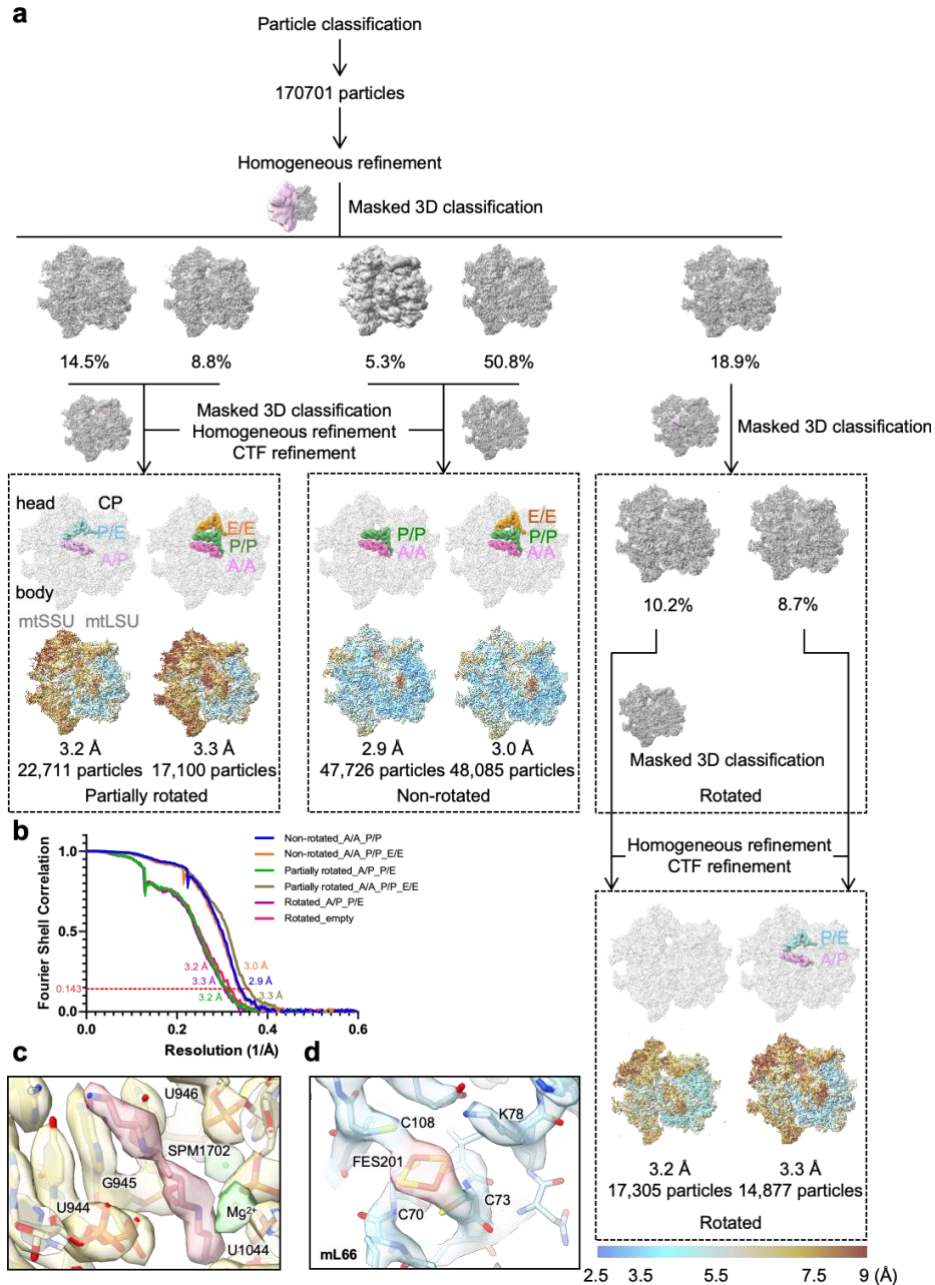 a
Particle classification
170701 particles
Homogeneous refinement
Masked 3D classification
14.5%
8.8%
5.3%
50.8%
18.9%
Masked 3D classification
Homogeneous refinement
CTF refinement
Masked 3D classification
head
CP
P/E
A/P
body
mtSSU
mtLSU
E/E
P/P
A/A
3.2 Å
22,711 particles
3.3 Å
17,100 particles
Partially rotated
P/P
A/A
E/E
P/P
A/A
2.9 Å
47,726 particles
3.0 Å
48,085 particles
Non-rotated
10.2%
8.7%
Masked 3D classification
Rotated
Homogeneous refinement
CTF refinement
P/E
A/P
3.2 Å
17,305 particles
3.3 Å
14,877 particles
Rotated
2.5 3.5 5.5 7.5 9 (Å)
b
Fourier Shell Correlation
1.0
0.5
0.143
0.0
0.0 0.2 0.4 0.6
Resolution (1/Å)
Non-rotated_A/A_P/P
Non-rotated_A/A_P/P_E/E
Partially rotated_A/P_P/E
Partially rotated_A/A_P/P_E/E
Rotated_A/P_P/E
Rotated_empty
3.2 Å
3.3 Å
3.2 Å
3.0 Å
2.9 Å
3.3 Å
c
U946
SPM1702
G945
U944
Mg²⁺
U1044
d
C108
K78
FES201
C70
C73
mL66